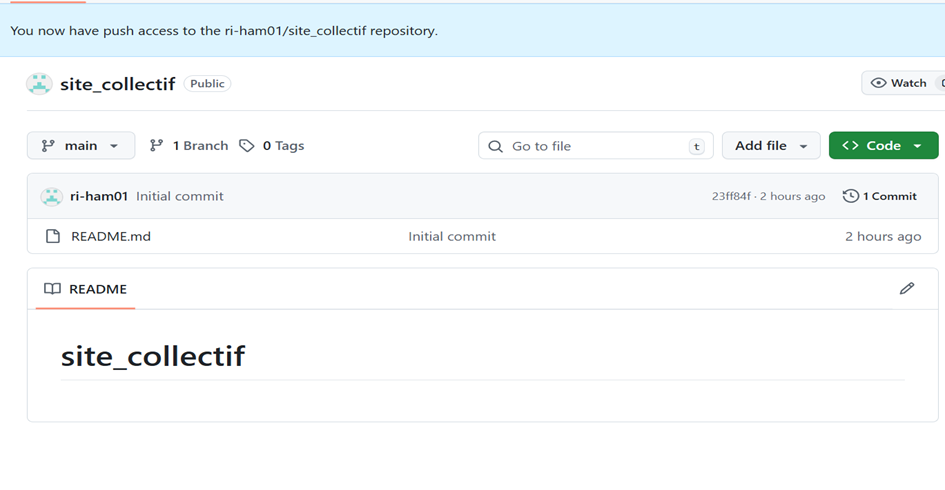 You now have push access to the ri-ham01/site_collectif repository.
site_collectif Public Watch
main 1 Branch 0 Tags Go to file t Add file <> Code
ri-ham01 Initial commit 23ff84f · 2 hours ago 1 Commit
README.md Initial commit 2 hours ago
README
site_collectif